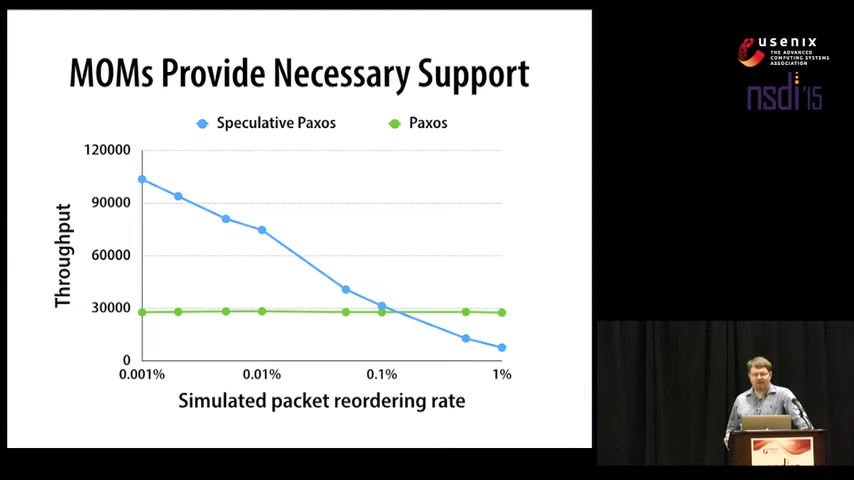 MOMs Provide Necessary Support
Speculative Paxos
Paxos
120000
90000
60000
30000
0
Throughput
0.001%
0.01%
0.1%
1%
Simulated packet reordering rate
usenix
THE ADVANCED
COMPUTING SYSTEMS
ASSOCIATION
nsdi '15
usenix